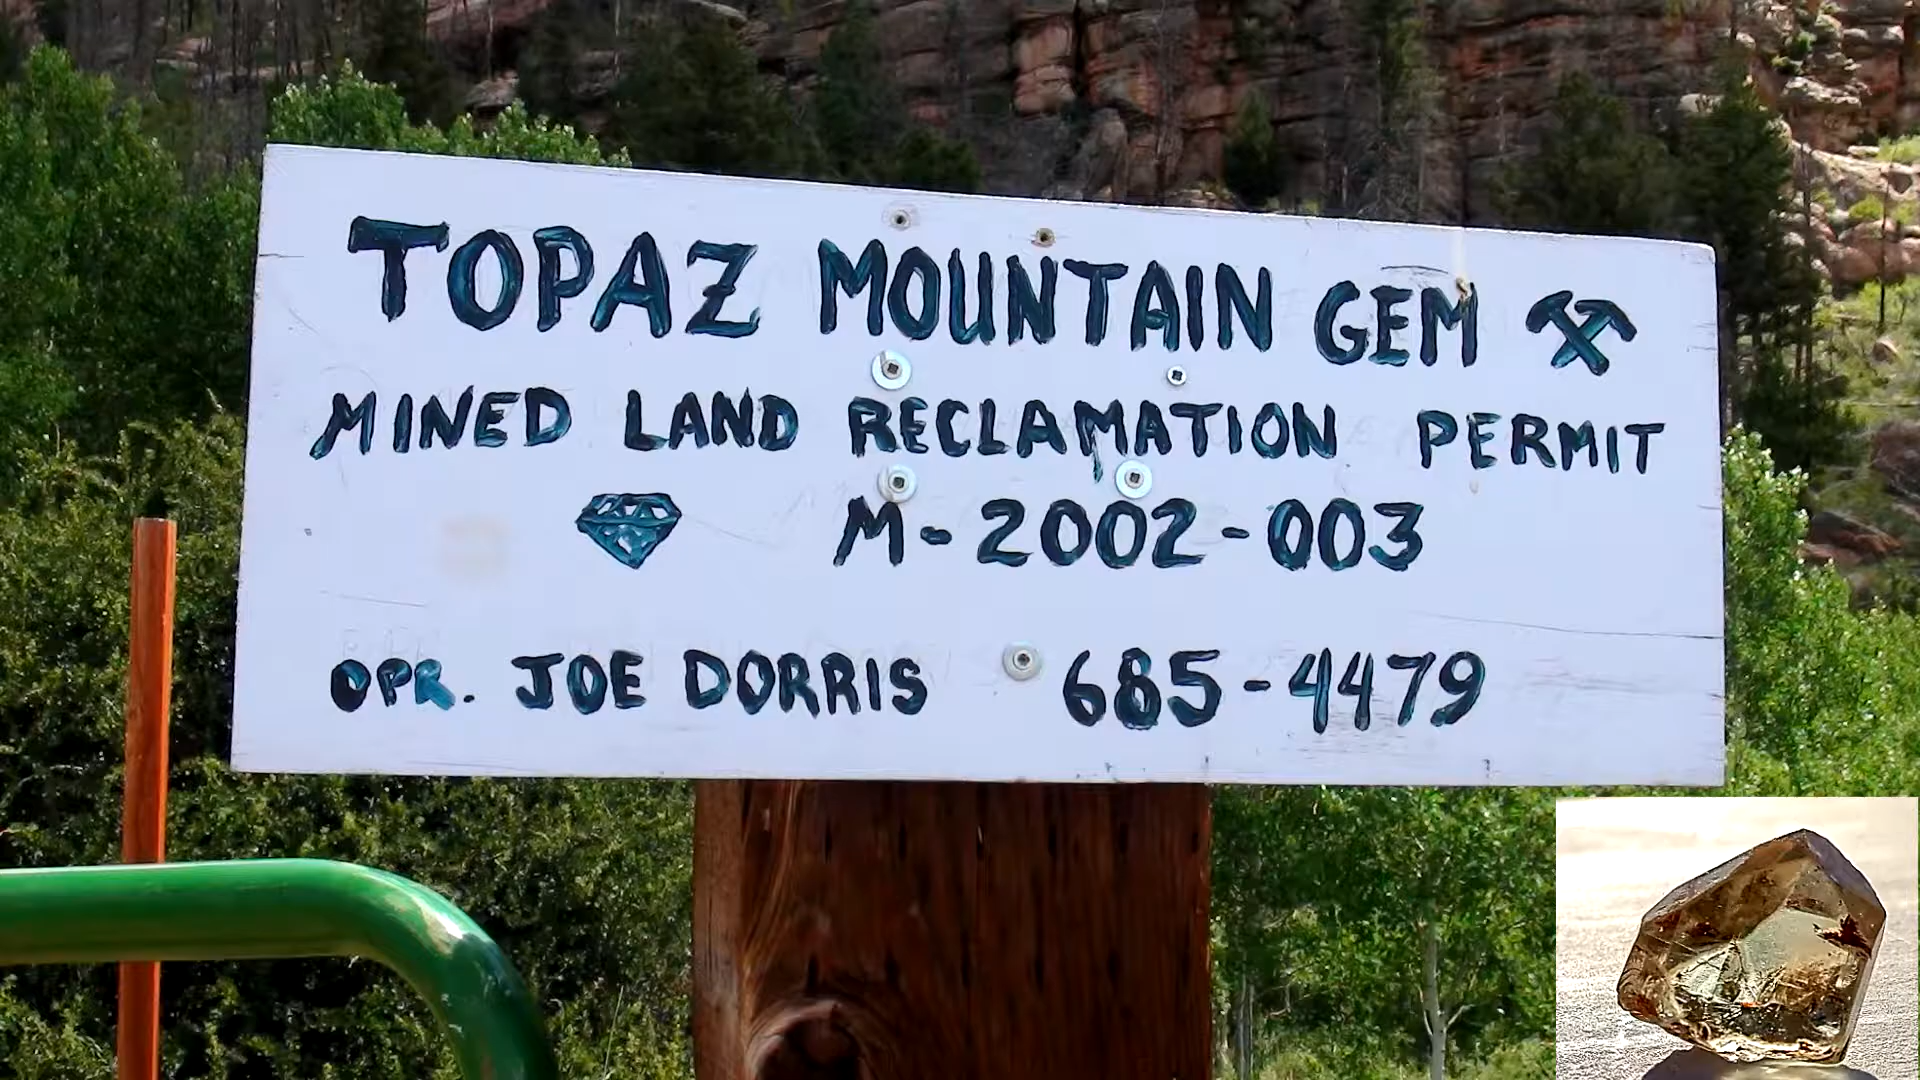 TOPAZ MOUNTAIN GEM
MINED LAND RECLAMATION PERMIT
M-2002-003
OPR. JOE DORRIS 685-4479